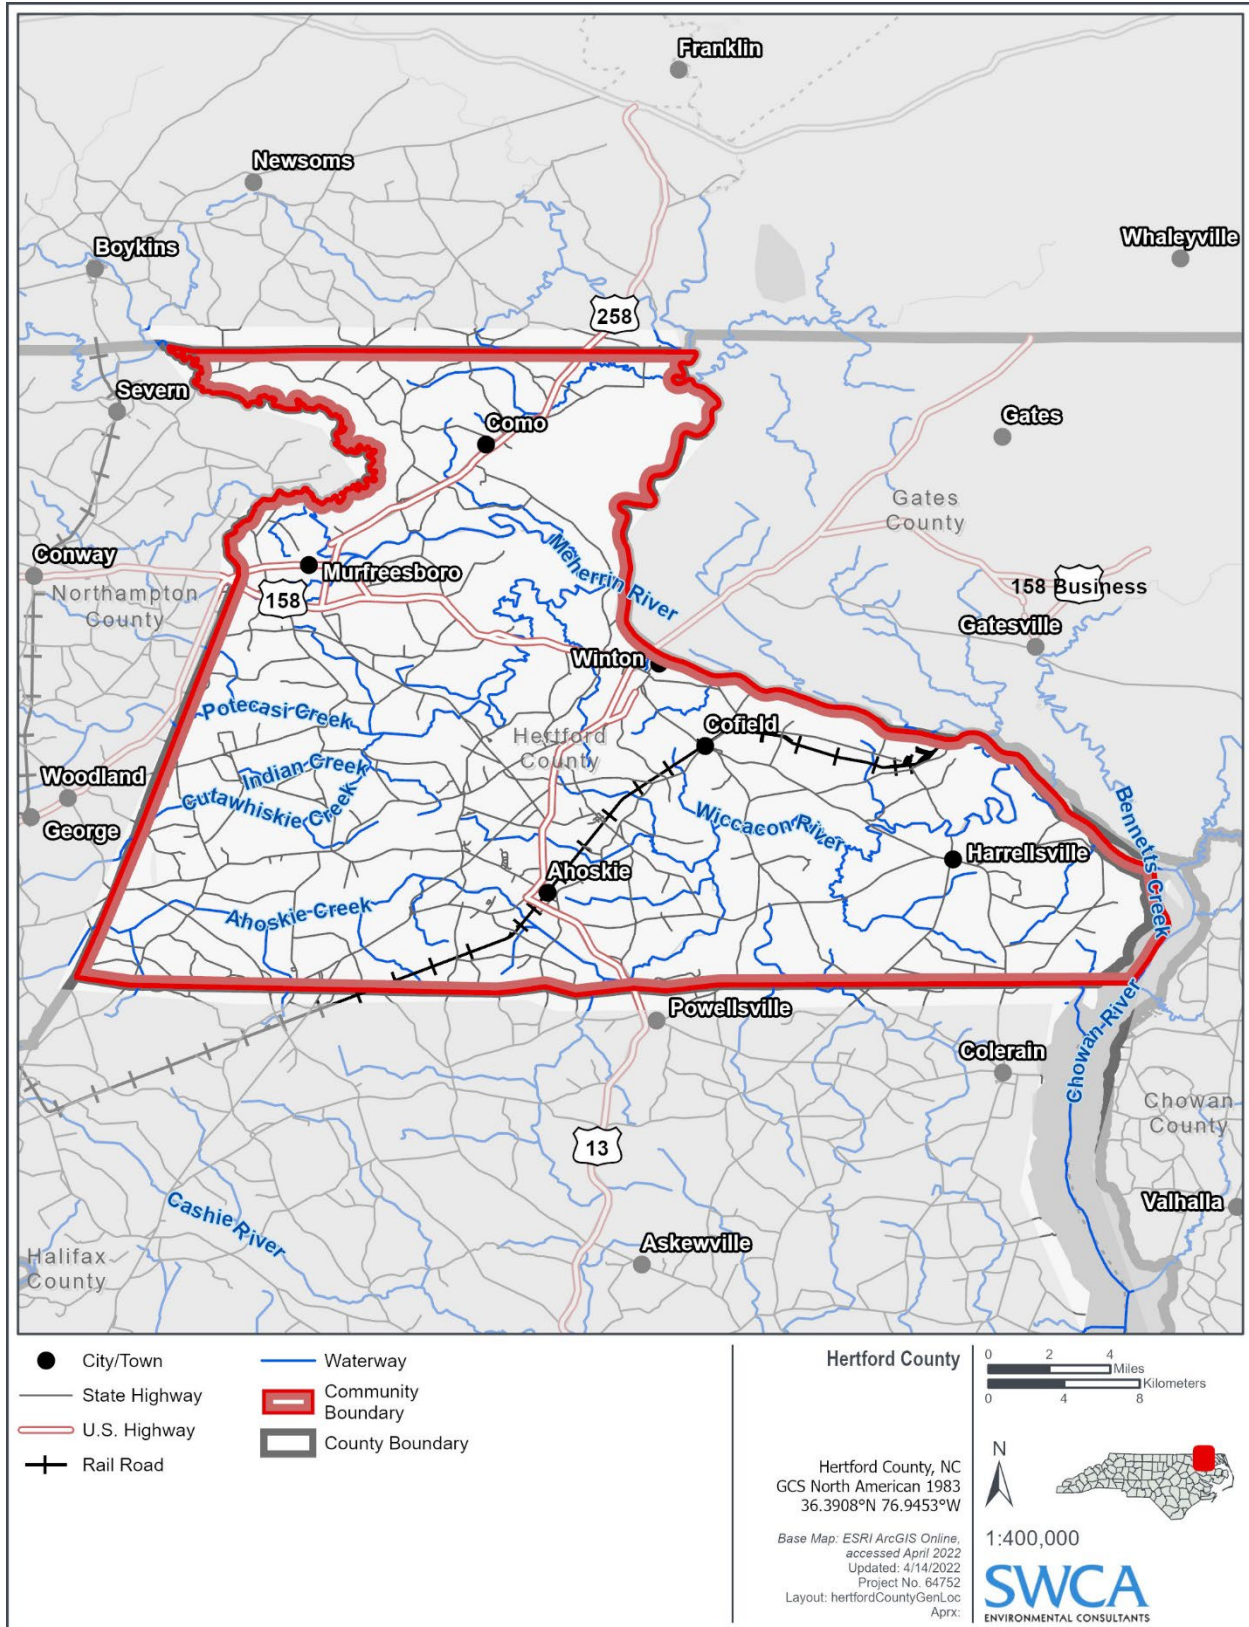 Franklin
Newsoms
Whaleyville
Boykins
258
Severn
Como
Gates
Gates
County
Meherrin River
Conway
Murfreesboro
158 Business
Northampton
County
158
Gatesville
Winton
Potecasi Creek
Cofield
Hertford
County
Indian Creek
Woodland
Cutawhiskie Creek
Bennetts Creek
Wiccacon River
George
Harrellsville
Ahoskie
Ahoskie Creek
Powellsville
Chowan River
Colerain
Chowan
County
13
Cashie River
Valhalla
Askewville
Halifax
County
City/Town
State Highway
U.S. Highway
Rail Road
Waterway
Community
Boundary
County Boundary
Hertford County
Hertford County, NC
GCS North American 1983
36.3908°N 76.9453°W
Base Map: ESRI ArcGIS Online,
accessed April 2022
Updated: 4/14/2022
Project No. 64752
Layout: hertfordCountyGenLoc
Aprx:
0 2 4
Miles
Kilometers
0 4 8
N
1:400,000
SWCA
ENVIRONMENTAL CONSULTANTS